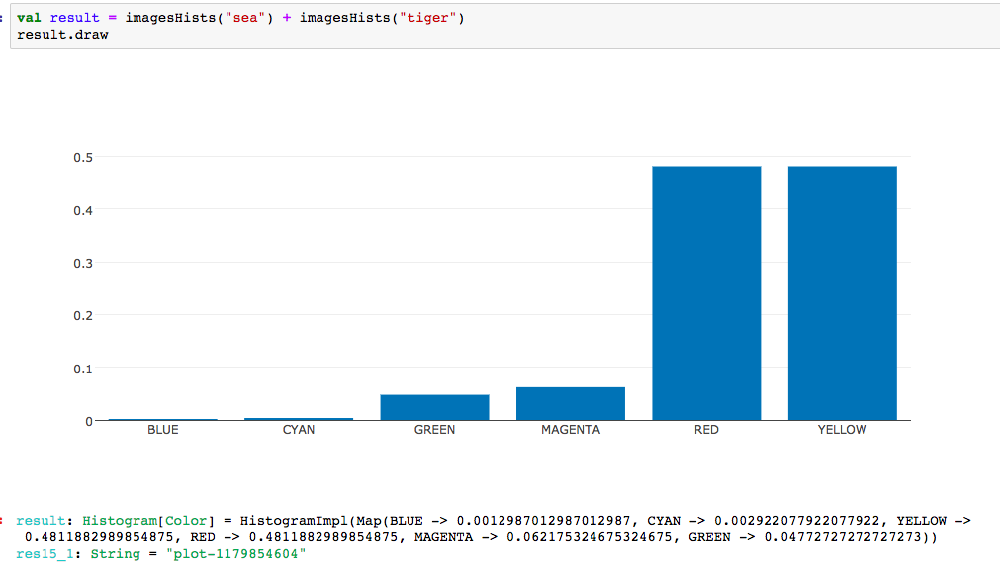 val result = imagesHists("sea") + imagesHists("tiger")
result.draw
0.5
0.4
0.3
0.2
0.1
0
BLUE CYAN GREEN MAGENTA RED YELLOW
result: Histogram[Color] = HistogramImpl(Map(BLUE -> 0.0012987012987012987, CYAN -> 0.002922077922077922, YELLOW ->
0.4811882989854875, RED -> 0.4811882989854875, MAGENTA -> 0.062175324675324675, GREEN -> 0.04772727272727273))
res15_1: String = "plot-1179854604"